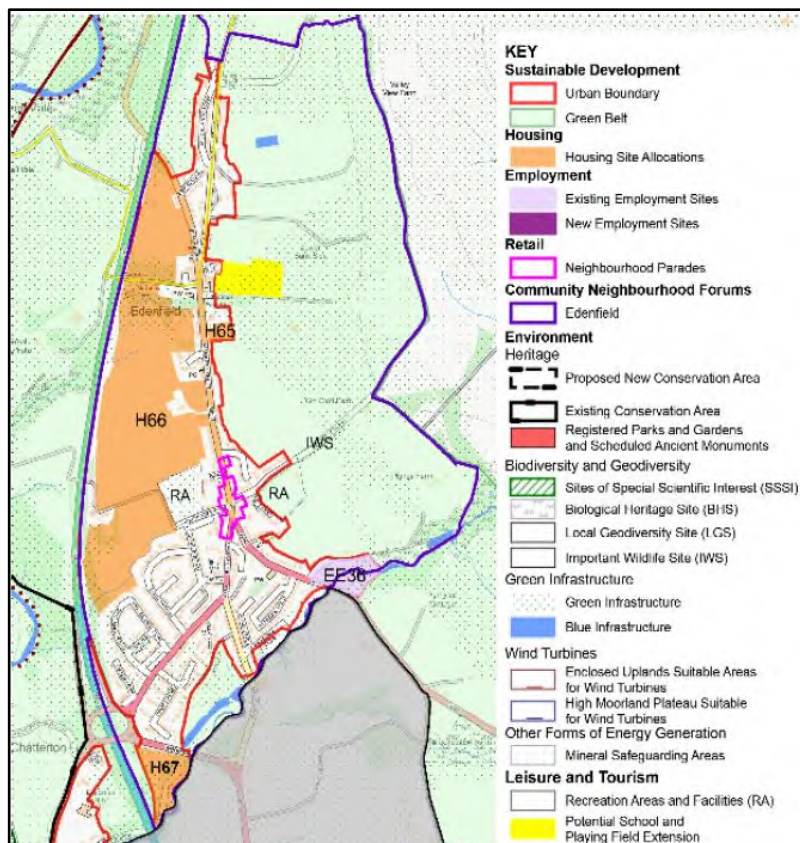 Valley
View Farm
Edenfield
H65
H66
IWS
RA
RA
EE38
Chatterton
H67
KEY
Sustainable Development
Urban Boundary
Green Belt
Housing
Housing Site Allocations
Employment
Existing Employment Sites
New Employment Sites
Retail
Neighbourhood Parades
Community Neighbourhood Forums
Edenfield
Environment
Heritage
Proposed New Conservation Area
Existing Conservation Area
Registered Parks and Gardens
and Scheduled Ancient Monuments
Biodiversity and Geodiversity
Sites of Special Scientific Interest (SSSI)
Biological Heritage Site (BHS)
Local Geodiversity Site (LGS)
Important Wildlife Site (IWS)
Green Infrastructure
Green Infrastructure
Blue Infrastructure
Wind Turbines
Enclosed Uplands Suitable Areas
for Wind Turbines
High Moorland Plateau Suitable
for Wind Turbines
Other Forms of Energy Generation
Mineral Safeguarding Areas
Leisure and Tourism
Recreation Areas and Facilities (RA)
Potential School and
Playing Field Extension